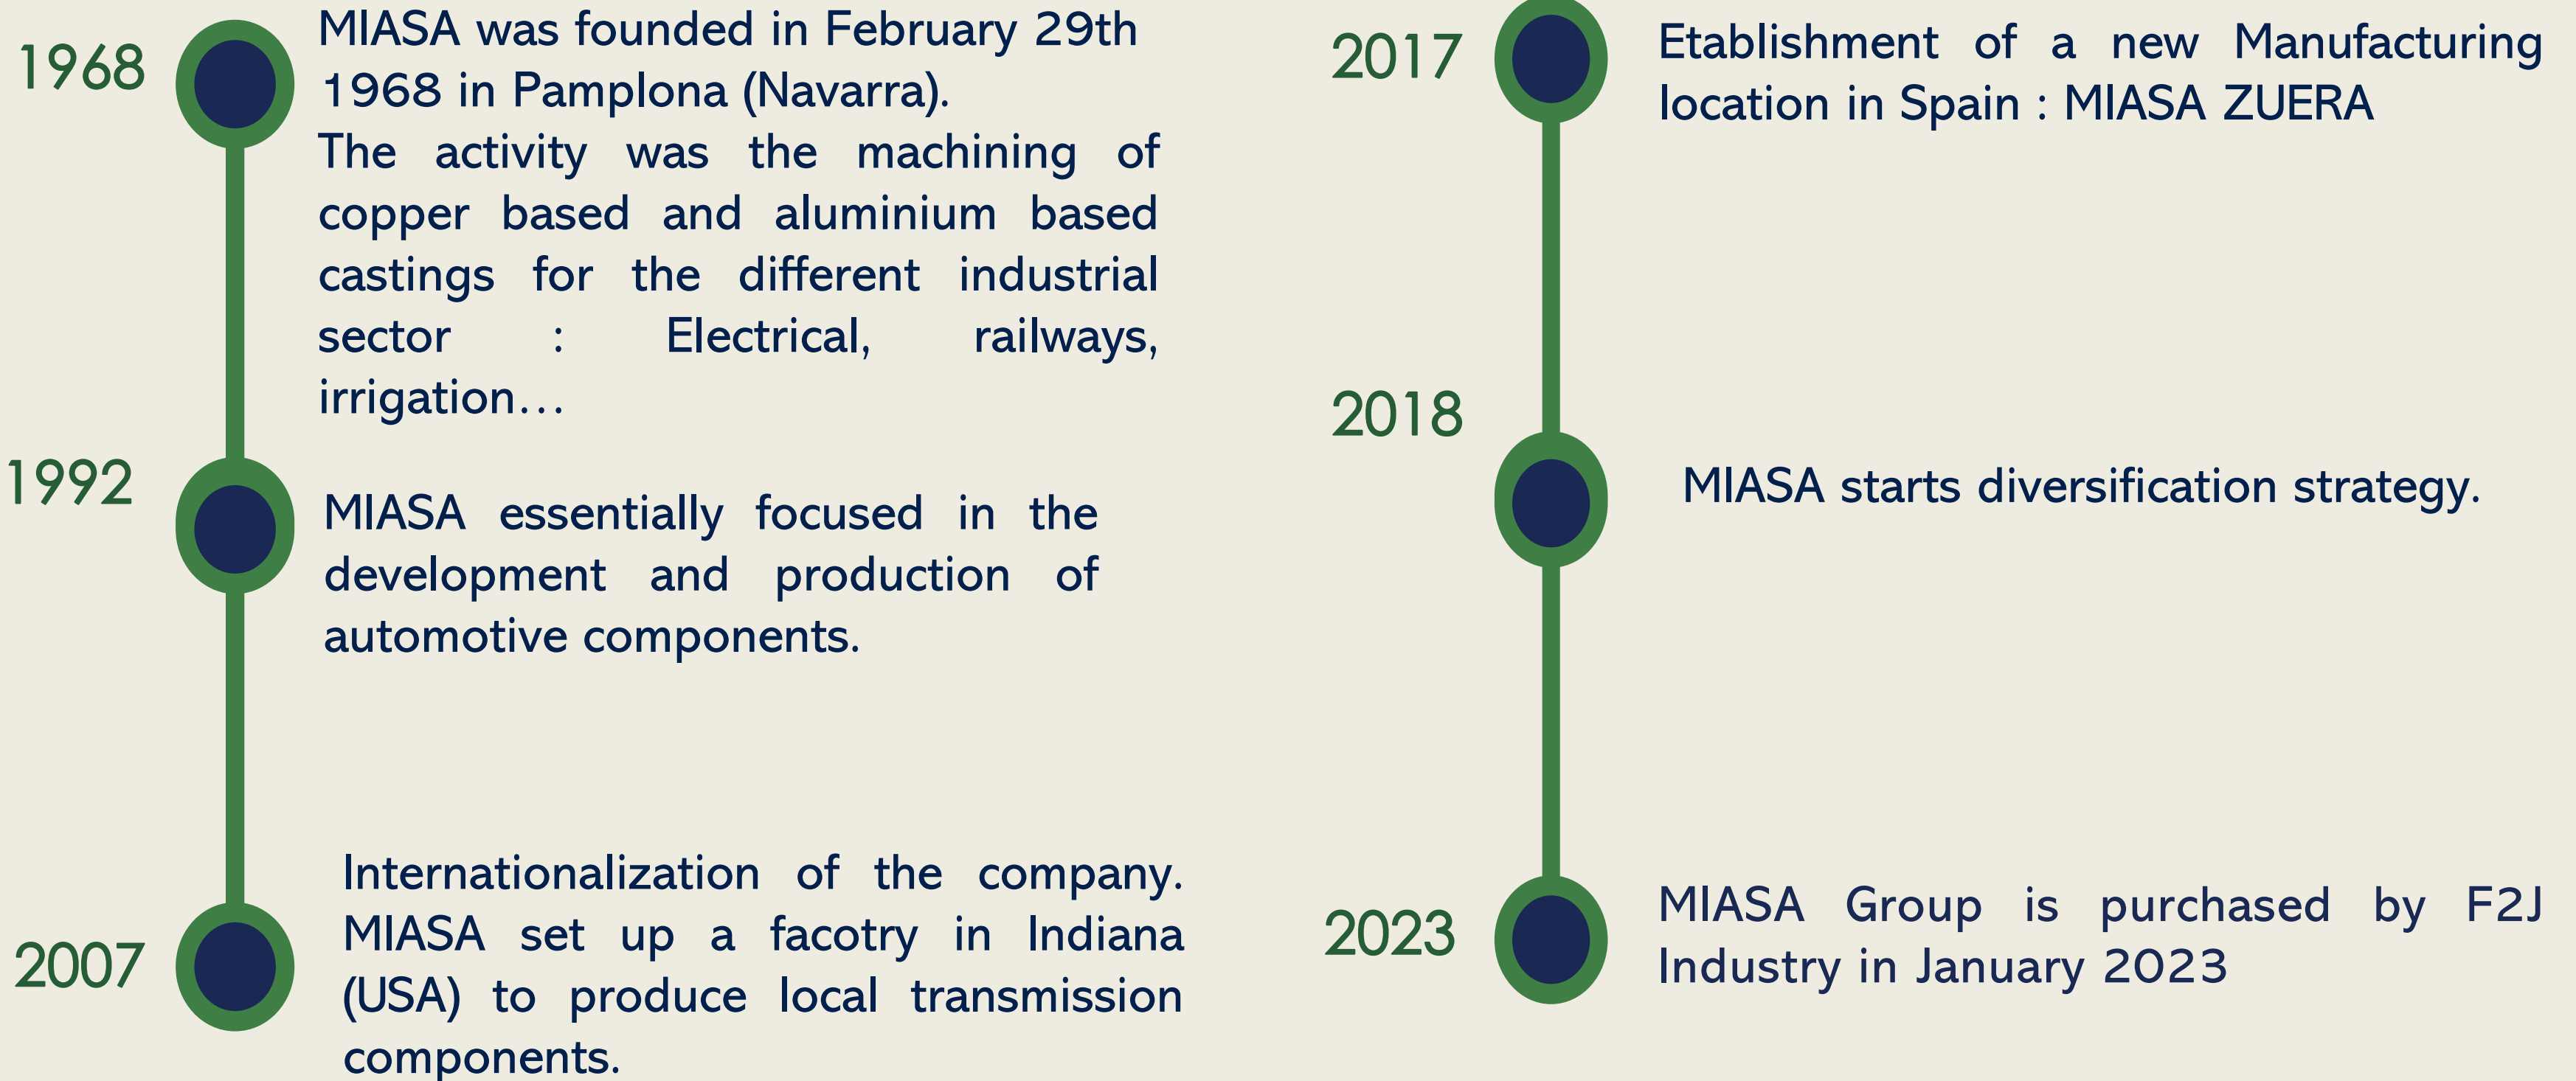 1968
MIASA was founded in February 29th
1968 in Pamplona (Navarra).
The activity was the machining of
copper based and aluminium based
castings for the different industrial
sector : Electrical, railways,
irrigation…
1992
MIASA essentially focused in the
development and production of
automotive components.
2007
Internationalization of the company.
MIASA set up a facotry in Indiana
(USA) to produce local transmission
components.
2017
Etablishment of a new Manufacturing
location in Spain : MIASA ZUERA
2018
MIASA starts diversification strategy.
2023
MIASA Group is purchased by F2J
Industry in January 2023